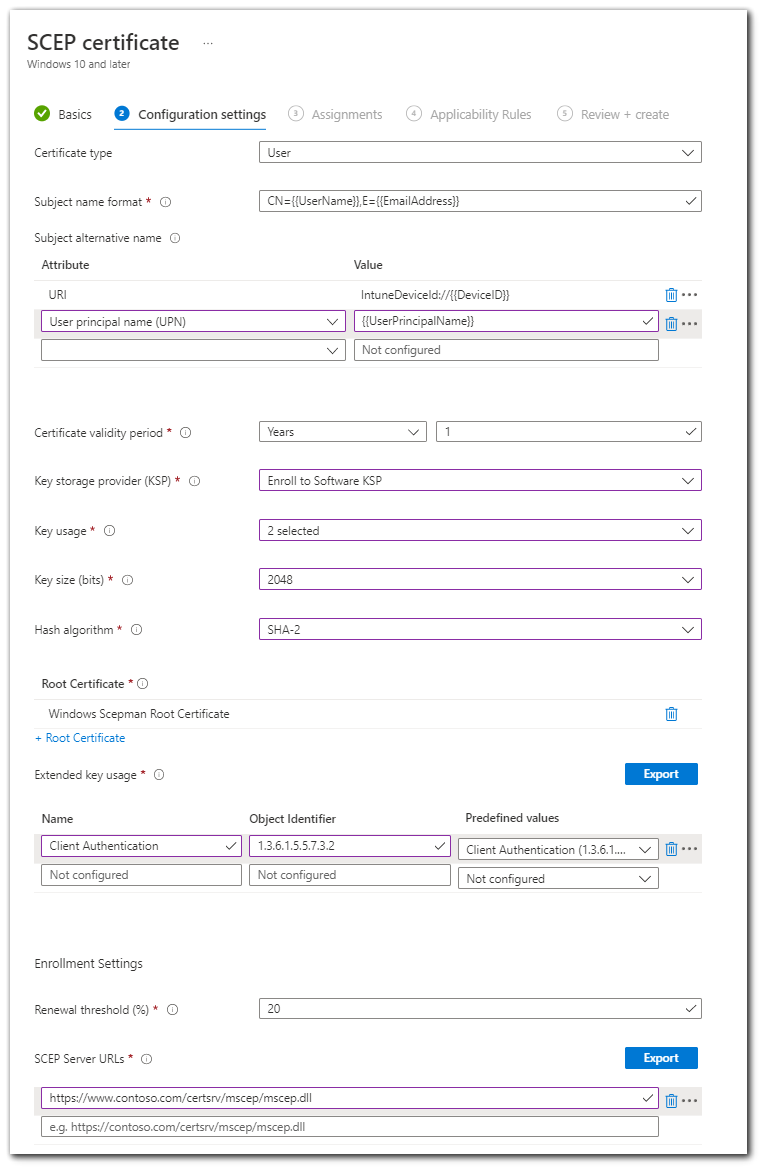 SCEP certificate ...
Windows 10 and later
Basics 2 Configuration settings 3 Assignments 4 Applicability Rules 5 Review + create
Certificate type User
Subject name format * CN={{UserName}},E={{EmailAddress}}
Subject alternative name
Attribute Value
URI IntuneDeviceId://{{DeviceID}}
User principal name (UPN) {{UserPrincipalName}}
Not configured
Certificate validity period * Years 1
Key storage provider (KSP) * Enroll to Software KSP
Key usage * 2 selected
Key size (bits) * 2048
Hash algorithm * SHA-2
Root Certificate *
Windows Scepman Root Certificate
+ Root Certificate
Extended key usage * Export
Name Object Identifier Predefined values
Client Authentication 1.3.6.1.5.5.7.3.2 Client Authentication (1.3.6.1....
Not configured Not configured Not configured
Enrollment Settings
Renewal threshold (%) * 20
SCEP Server URLs * Export
https://www.contoso.com/certsrv/mscep/mscep.dll
e.g. https://contoso.com/certsrv/mscep/mscep.dll